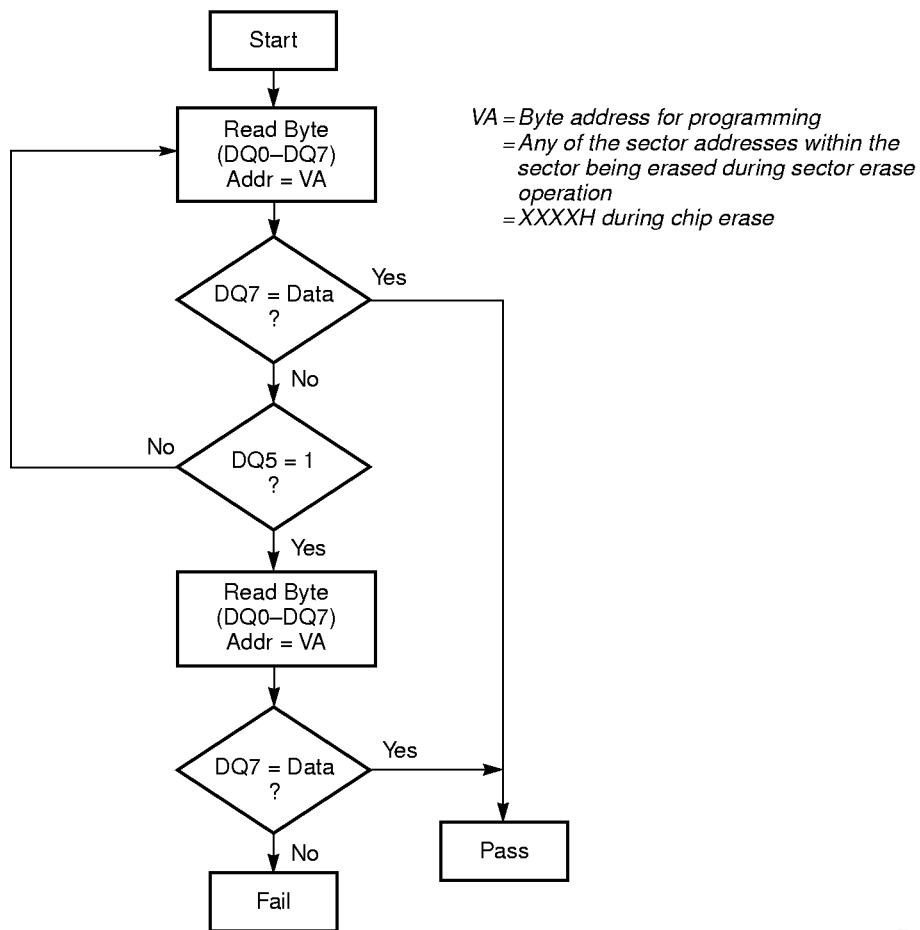 Start
Read Byte
(DQ0–DQ7)
Addr = VA
VA = Byte address for programming
= Any of the sector addresses within the
sector being erased during sector erase
operation
= XXXXH during chip erase
DQ7 = Data
?
Yes
No
DQ5 = 1
?
No
Yes
Read Byte
(DQ0–DQ7)
Addr = VA
DQ7 = Data
?
Yes
No
Pass
Fail